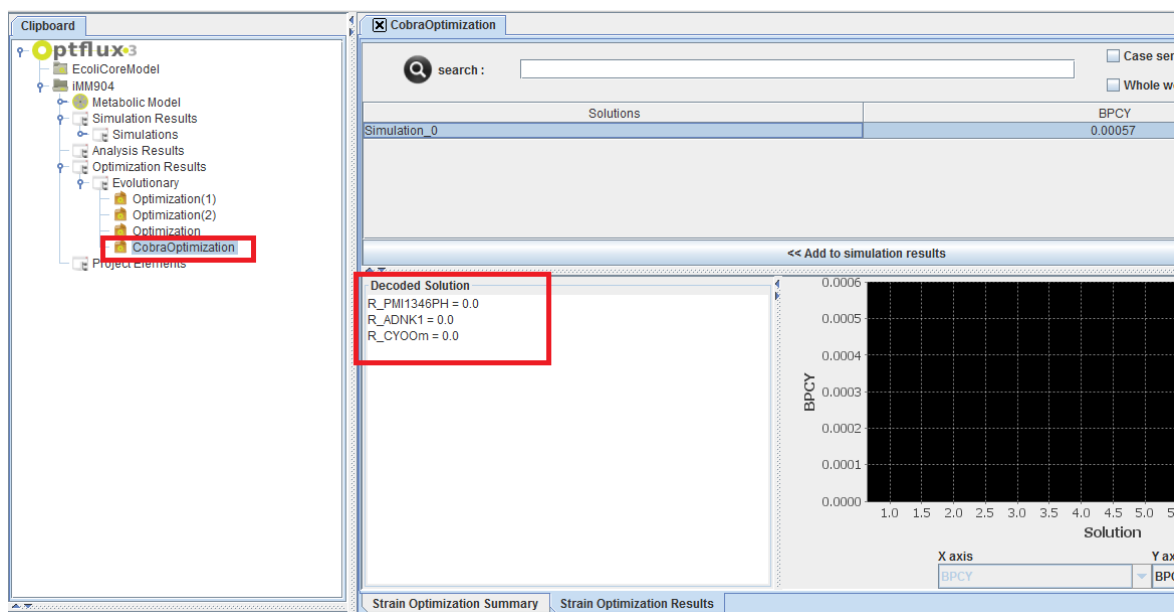 Clipboard
Optflux3
EcoliCoreModel
iMM904
Metabolic Model
Simulation Results
Simulations
Analysis Results
Optimization Results
Evolutionary
Optimization(1)
Optimization(2)
Optimization
CobraOptimization
Project Elements
CobraOptimization
search :
Case sen
Whole wo
Solutions BPCY
Simulation_0 0.00057
<< Add to simulation results
Decoded Solution
R_PMI1346PH = 0.0
R_ADNK1 = 0.0
R_CYOOm = 0.0
0.0006
0.0005
0.0004
0.0003
0.0002
0.0001
0.0000
BPCY
1.0 1.5 2.0 2.5 3.0 3.5 4.0 4.5 5.0 5
Solution
X axis Y ax
BPCY BPC
Strain Optimization Summary Strain Optimization Results